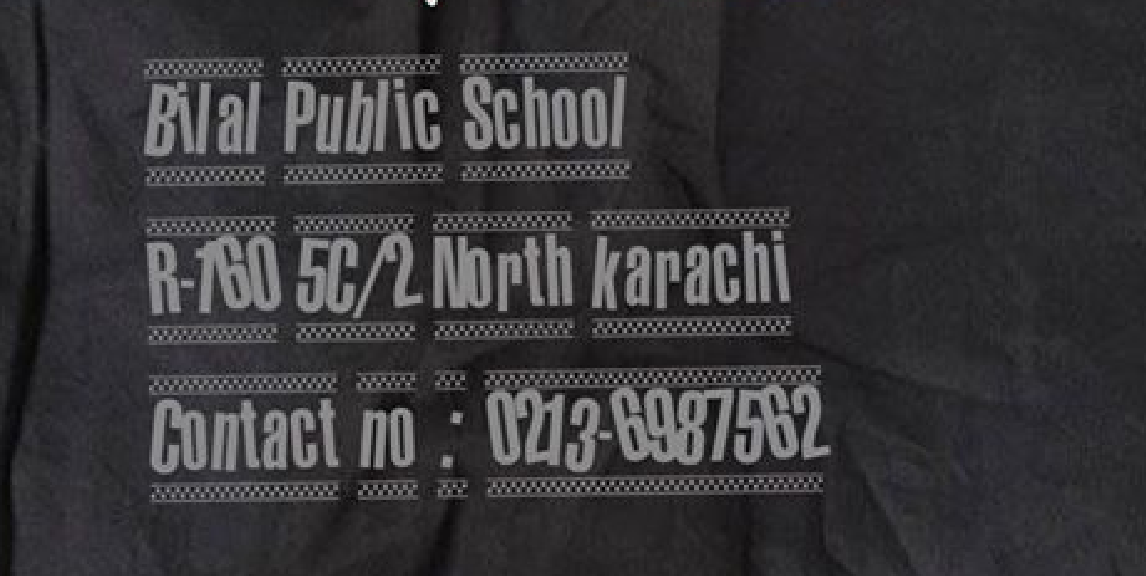 Bilal Public School
R-160 5C/2 North karachi
Contact no : 0213-6987562